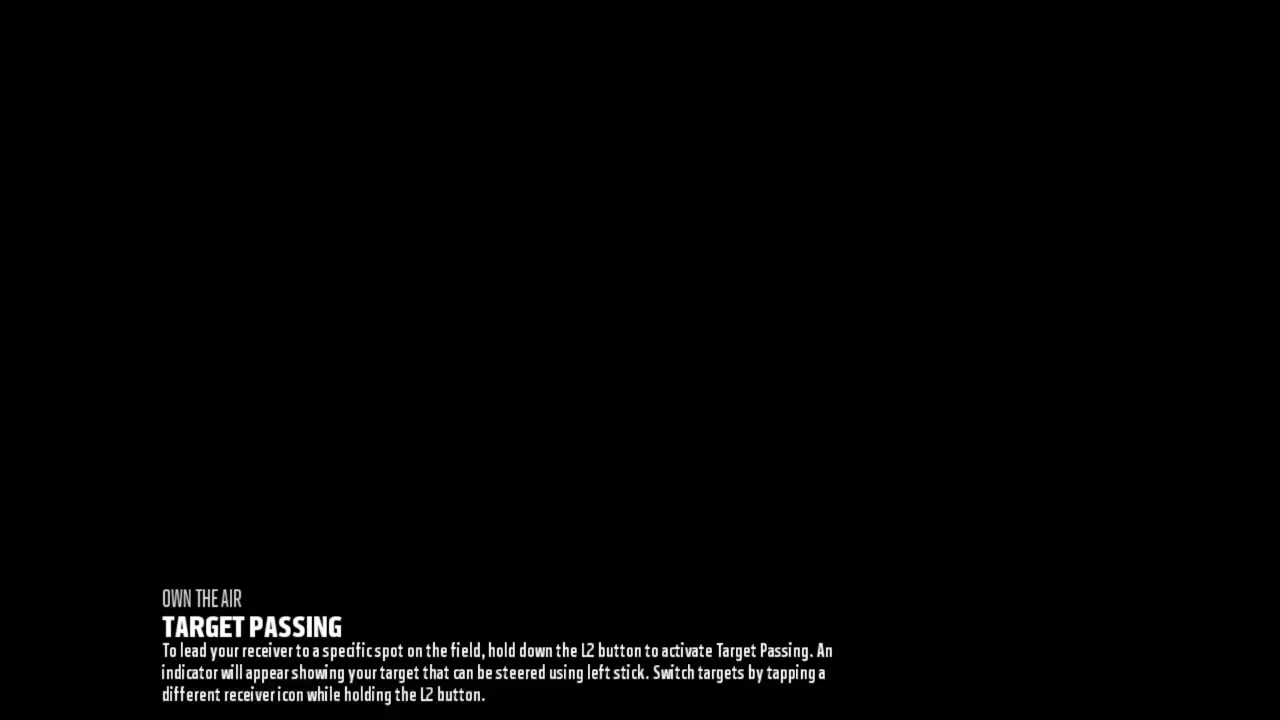 OWN THE AIR
TARGET PASSING
To lead your receiver to a specific spot on the field, hold down the L2 button to activate Target Passing. An
indicator will appear showing your target that can be steered using left stick. Switch targets by tapping a
different receiver icon while holding the L2 button.